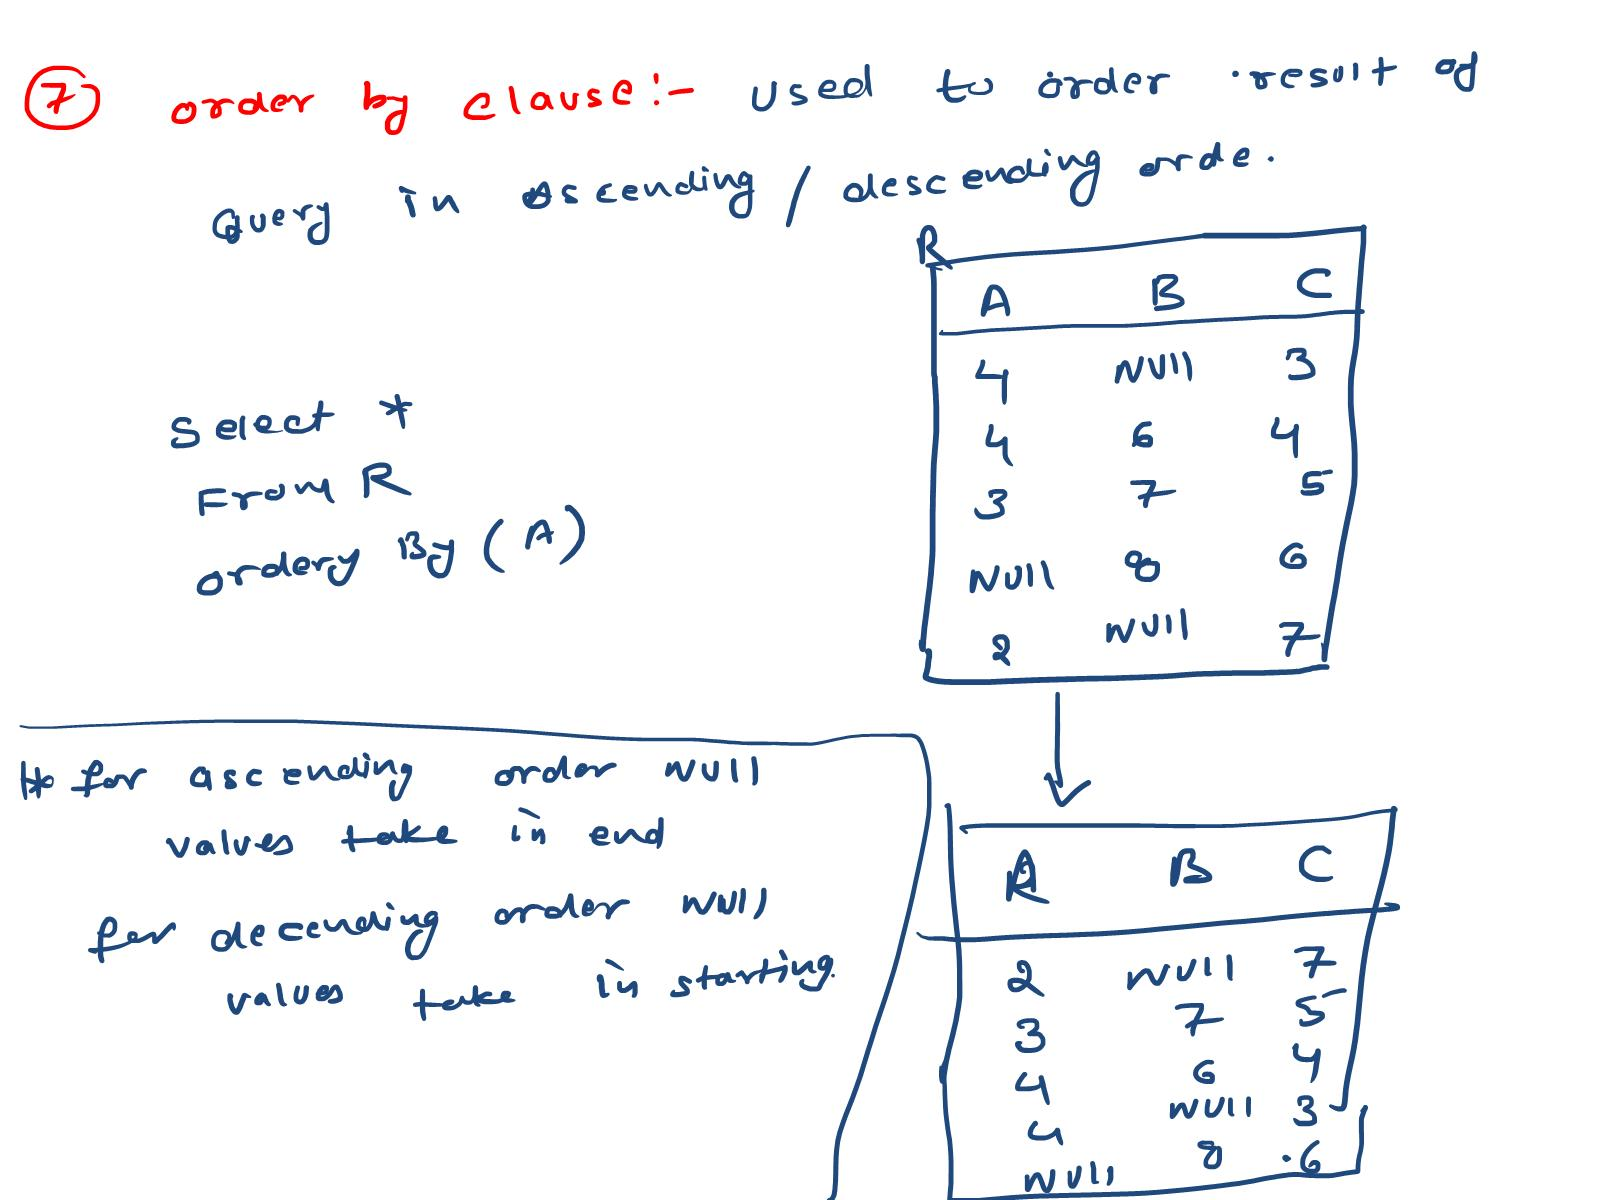 7 order by clause:- used to order result of
Query in ascending / descending orde.
R
A B C
4 NULL 3
4 6 4
3 7 5
NULL 8 6
2 NULL 7
Select *
From R
ordery By (A)
** for ascending order NULL
values take in end
for decending order NULL
values take in starting.
A B C
2 NULL 7
3 7 5
4 6 4
4 NULL 3
NULL 8 6